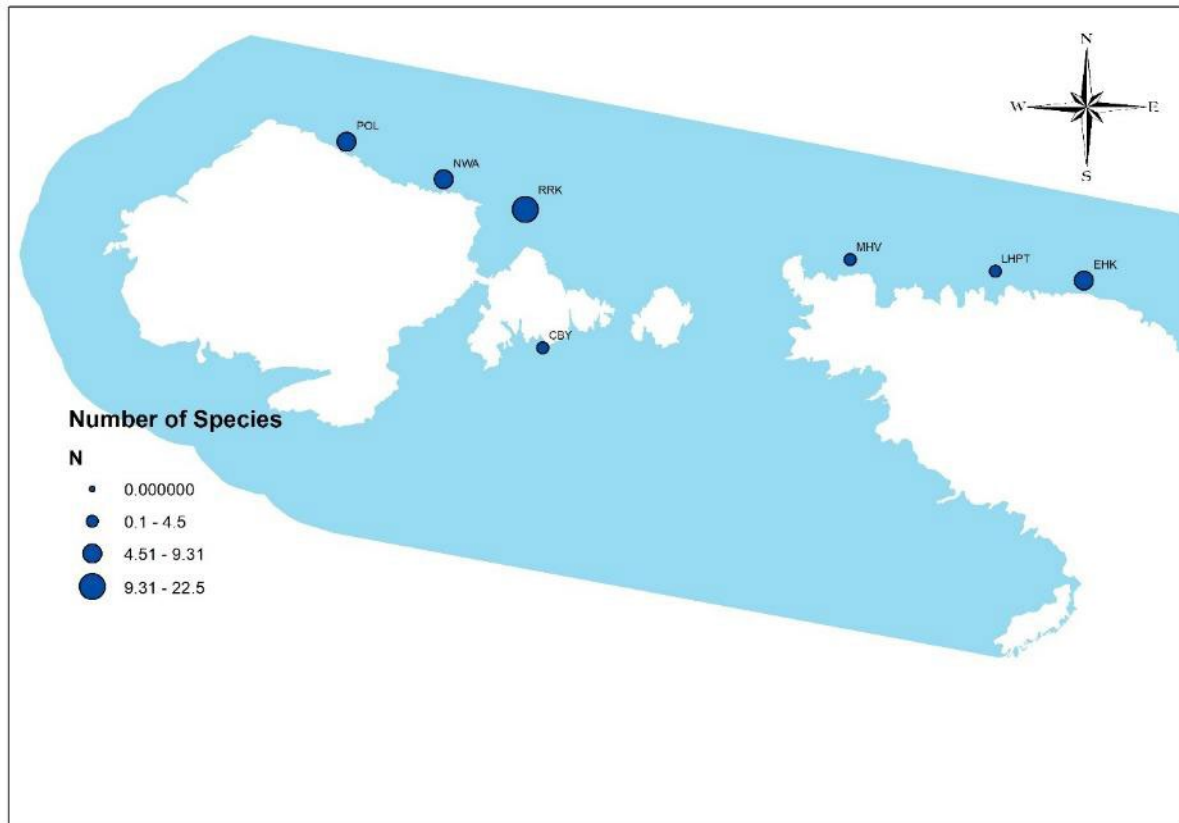 N
W E
S
POL
NWA
RRK
MHV
LHPT
EHK
CBY
Number of Species
N
0.000000
0.1 - 4.5
4.51 - 9.31
9.31 - 22.5